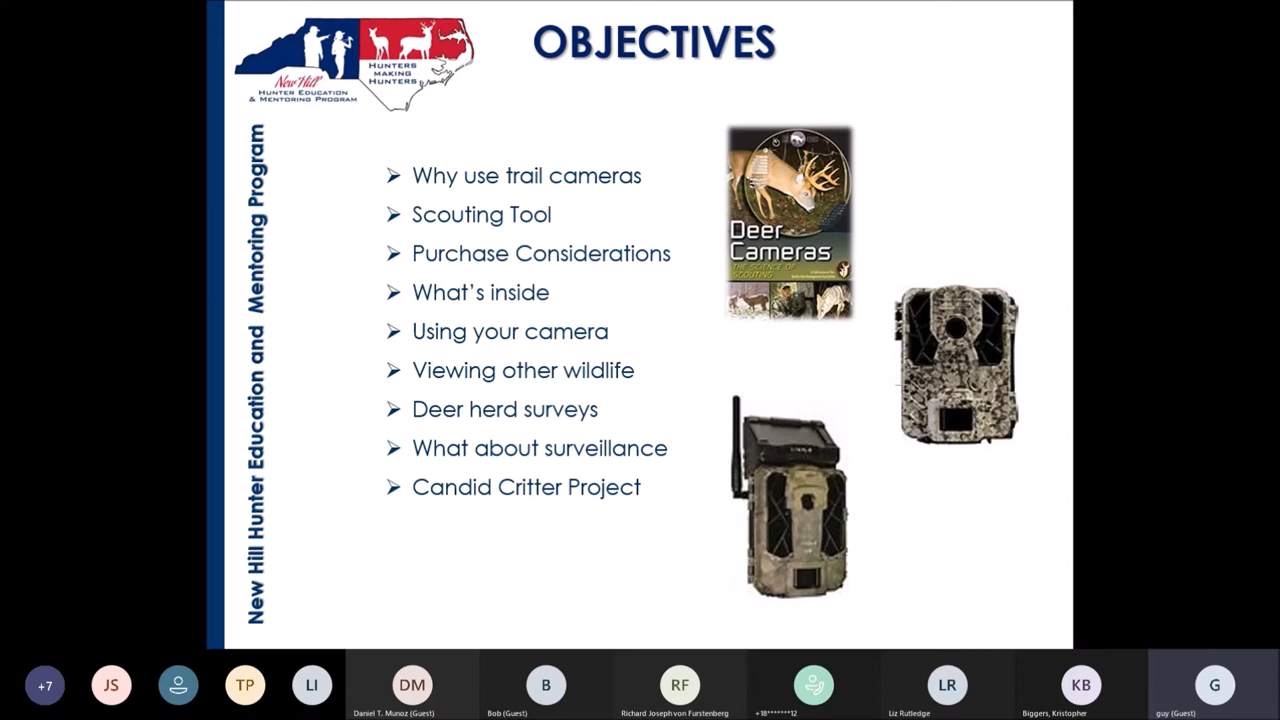 OBJECTIVES
HUNTERS
MAKING
HUNTERS
New Hill
HUNTER EDUCATION
& MENTORING PROGRAM
New Hill Hunter Education and Mentoring Program
Why use trail cameras
Scouting Tool
Purchase Considerations
What's inside
Using your camera
Viewing other wildlife
Deer herd surveys
What about surveillance
Candid Critter Project
Deer
Cameras
THE SCIENCE OF
SCOUTING
+7
JS
TP
LI
DM
B
RF
LR
KB
G
Daniel T. Munoz (Guest)
Bob (Guest)
Richard Joseph von Furstenberg
+18*******12
Liz Rutledge
Biggers, Kristopher
guy (Guest)